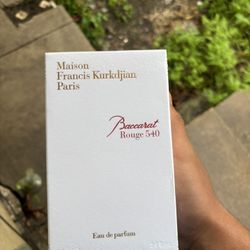 Maison
Francis Kurkdjian
Paris
Baccarat
Rouge 540
Eau de parfum